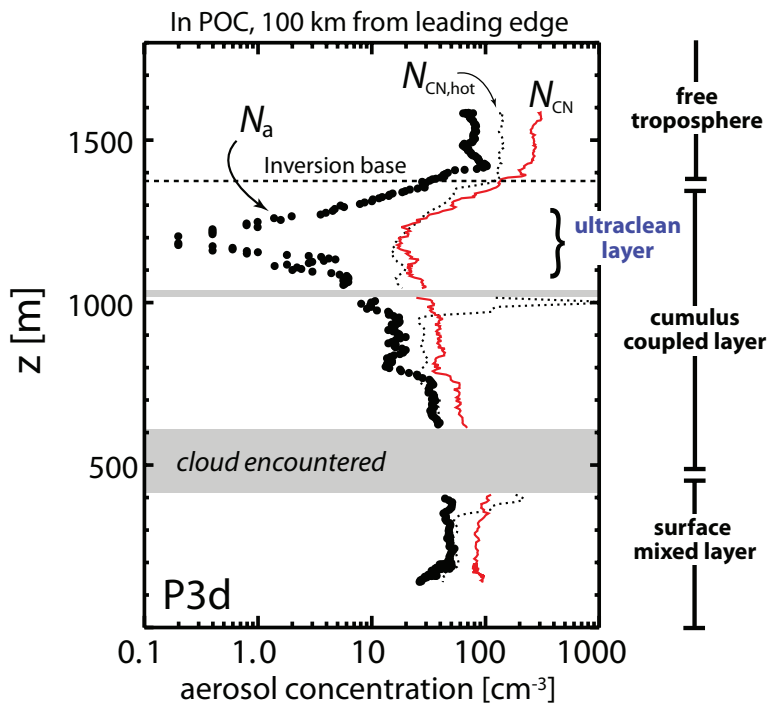 In POC, 100 km from leading edge
N_CN,hot
N_CN
N_a
Inversion base
ultraclean
layer
cloud encountered
P3d
1500
1000
500
0
z [m]
0.1 1.0 10 100 1000
aerosol concentration [cm⁻³]
free
troposphere
cumulus
coupled layer
surface
mixed layer